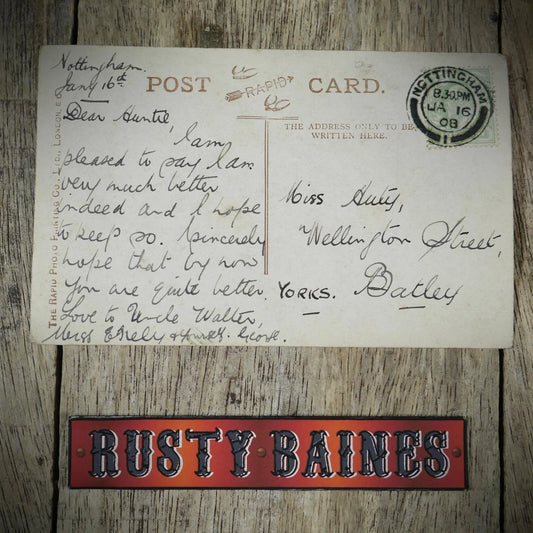 Nottingham.
Jany 16th
POST CARD.
RAPID
THE ADDRESS ONLY TO BE
WRITTEN HERE.
NOTTINGHAM
8.30PM
JA 16
08
1
Dear Auntie,
I am
pleased to say I am
very much better
indeed and I hope
to keep so. Sincerely
hope that by now
you are quite better.
Love to Uncle Walter,
Miss
George.
Miss Auty,
Wellington Street,
Batley
YORKS.
THE RAPID PHOTO PRINTING CO., LTD., LONDON, E.C.
RUSTY BAINES